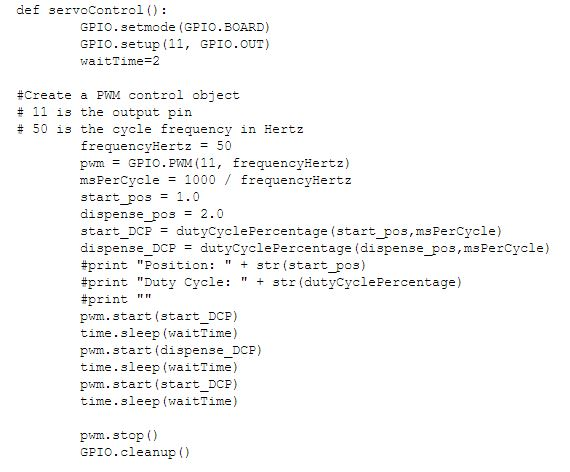 def servoControl():
        GPIO.setmode(GPIO.BOARD)
        GPIO.setup(11, GPIO.OUT)
        waitTime=2

#Create a PWM control object
# 11 is the output pin
# 50 is the cycle frequency in Hertz
        frequencyHertz = 50
        pwm = GPIO.PWM(11, frequencyHertz)
        msPerCycle = 1000 / frequencyHertz
        start_pos = 1.0
        dispense_pos = 2.0
        start_DCP = dutyCyclePercentage(start_pos,msPerCycle)
        dispense_DCP = dutyCyclePercentage(dispense_pos,msPerCycle)
        #print "Position: " + str(start_pos)
        #print "Duty Cycle: " + str(dutyCyclePercentage)
        #print ""
        pwm.start(start_DCP)
        time.sleep(waitTime)
        pwm.start(dispense_DCP)
        time.sleep(waitTime)
        pwm.start(start_DCP)
        time.sleep(waitTime)

        pwm.stop()
        GPIO.cleanup()